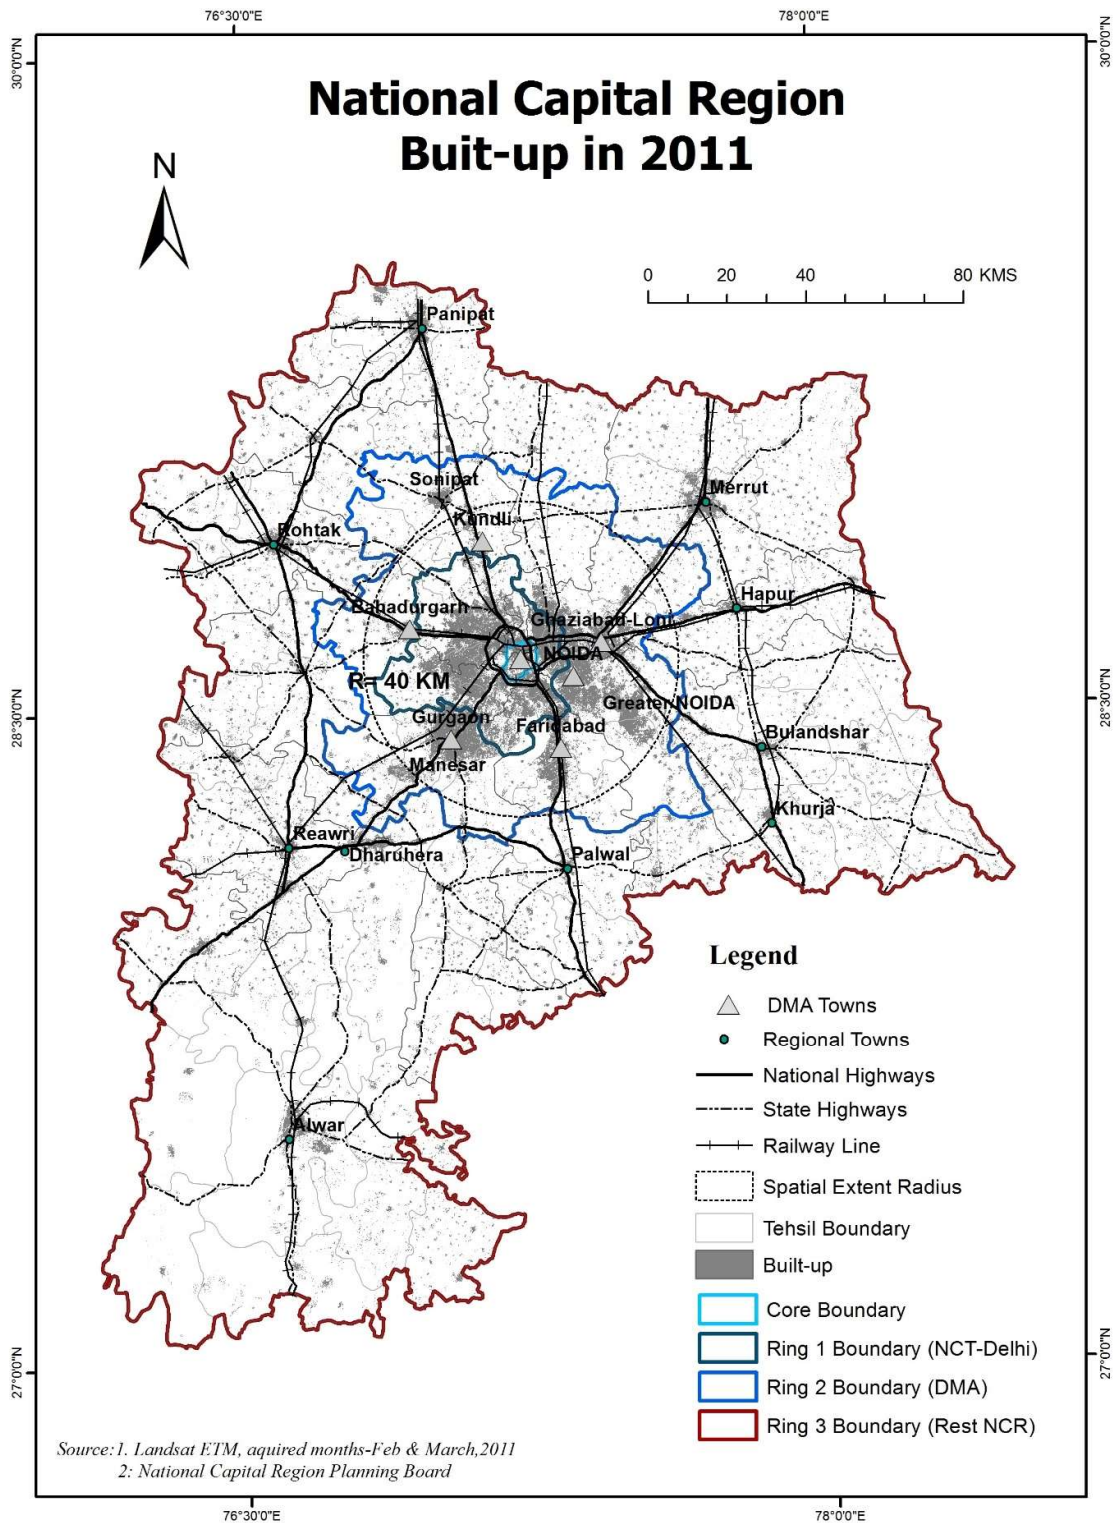 76°30'0"E
78°0'0"E
30°0'0"N
30°0'0"N
National Capital Region
Buit-up in 2011
N
0 20 40 80 KMS
Panipat
Sonipat
Merrut
Kundli
Rohtak
Hapur
Bahadurgarh
Ghaziabad-Loni
NOIDA
R= 40 KM
Greater NOIDA
Gurgaon
Faridabad
28°30'0"N
28°30'0"N
Bulandshar
Manesar
Khurja
Reawri
Dharuhera
Palwal
Alwar
Legend
DMA Towns
Regional Towns
National Highways
State Highways
Railway Line
Spatial Extent Radius
Tehsil Boundary
Built-up
Core Boundary
Ring 1 Boundary (NCT-Delhi)
Ring 2 Boundary (DMA)
Ring 3 Boundary (Rest NCR)
27°0'0"N
27°0'0"N
Source:1. Landsat ETM, aquired months-Feb & March,2011
2: National Capital Region Planning Board
76°30'0"E
78°0'0"E